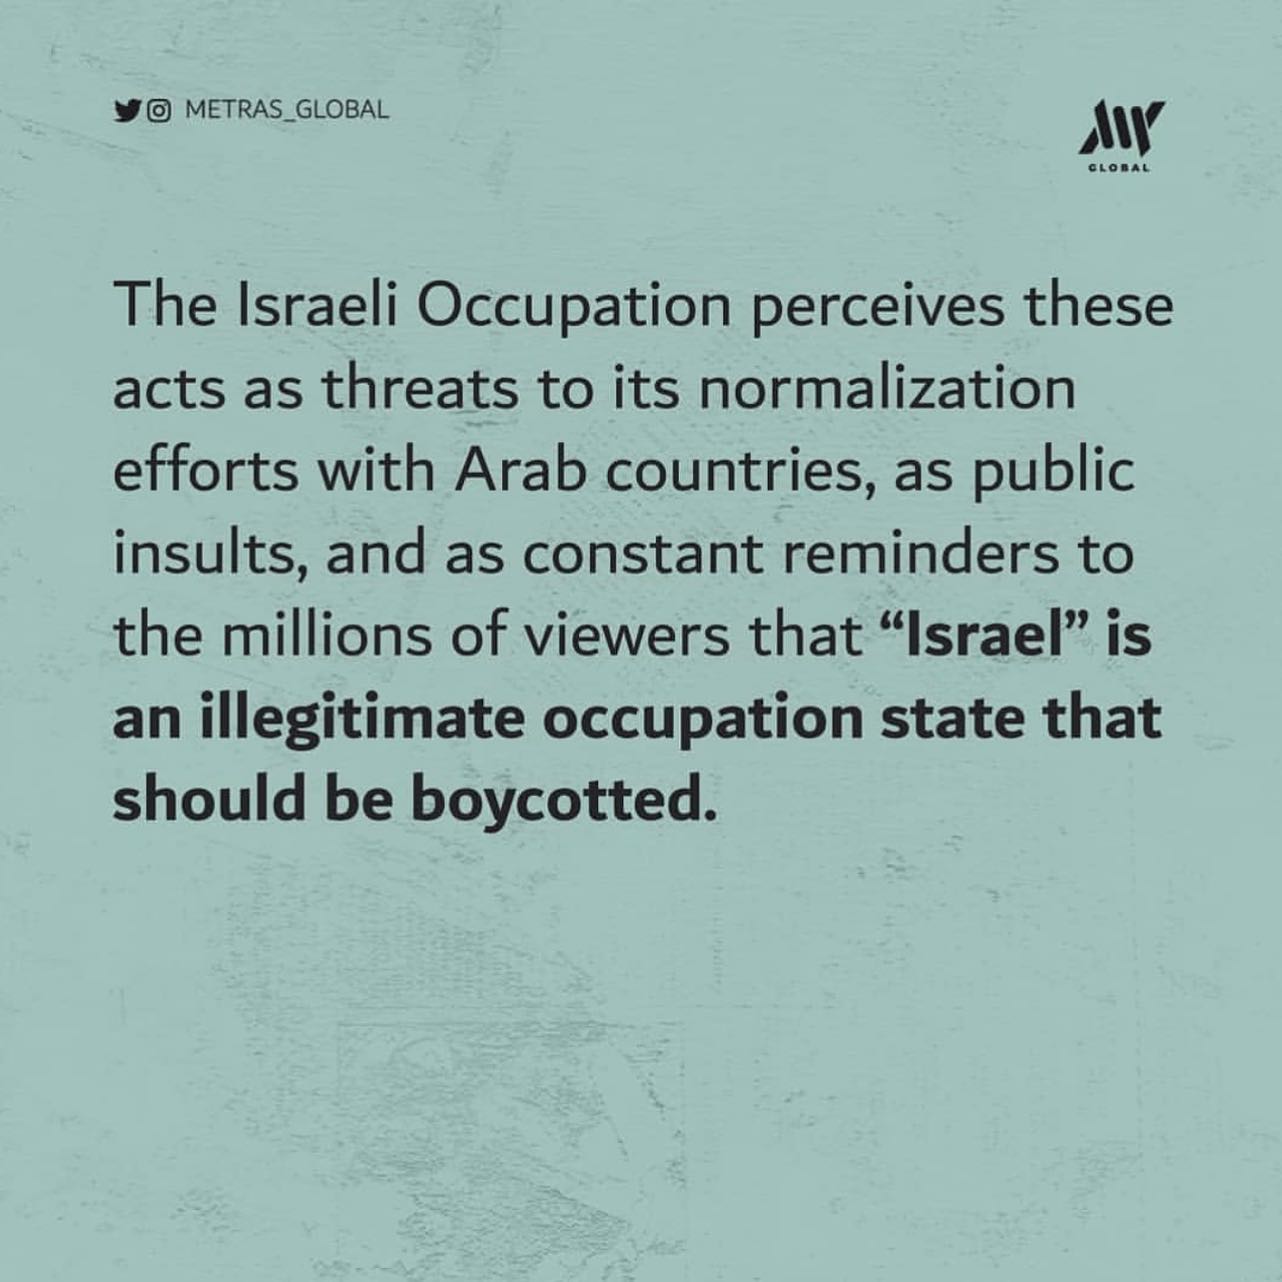 METRAS_GLOBAL
GLOBAL
The Israeli Occupation perceives these
acts as threats to its normalization
efforts with Arab countries, as public
insults, and as constant reminders to
the millions of viewers that “Israel” is
an illegitimate occupation state that
should be boycotted.